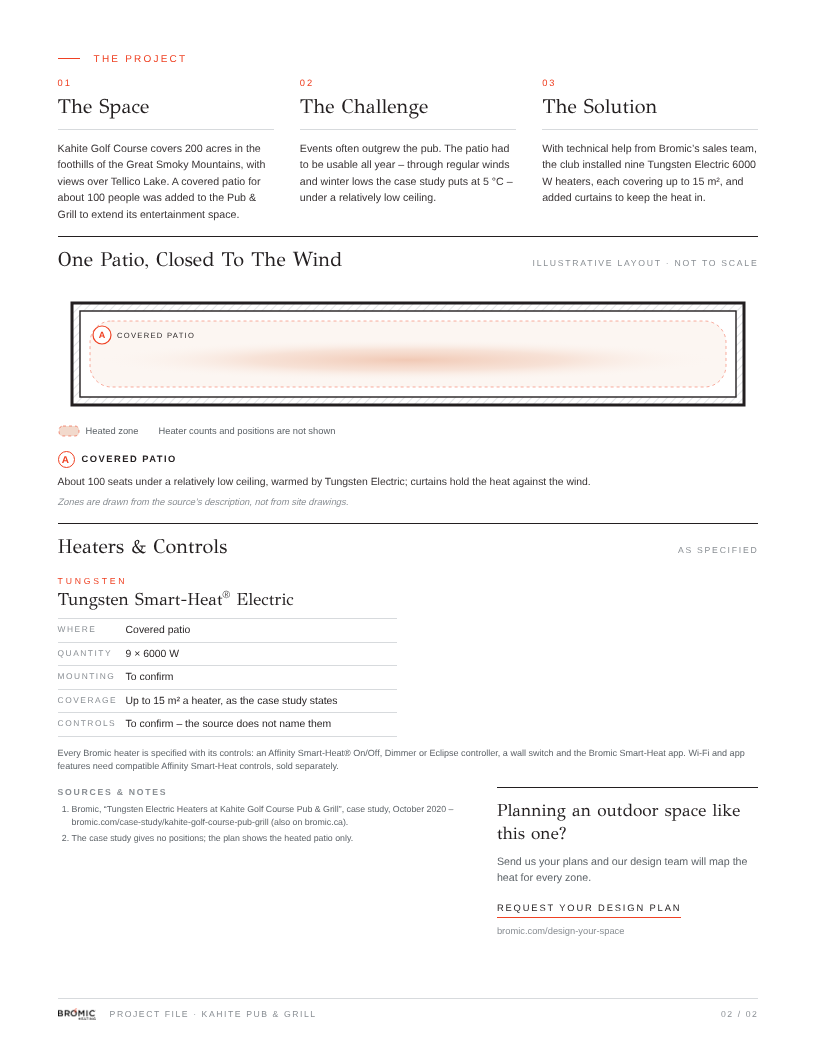 THE PROJECT
01
The Space
Kahite Golf Course covers 200 acres in the
foothills of the Great Smoky Mountains, with
views over Tellico Lake. A covered patio for
about 100 people was added to the Pub &
Grill to extend its entertainment space.
02
The Challenge
Events often outgrew the pub. The patio had
to be usable all year – through regular winds
and winter lows the case study puts at 5 °C –
under a relatively low ceiling.
03
The Solution
With technical help from Bromic's sales team,
the club installed nine Tungsten Electric 6000
W heaters, each covering up to 15 m², and
added curtains to keep the heat in.
One Patio, Closed To The Wind
ILLUSTRATIVE LAYOUT · NOT TO SCALE
A COVERED PATIO
Heated zone Heater counts and positions are not shown
A COVERED PATIO
About 100 seats under a relatively low ceiling, warmed by Tungsten Electric; curtains hold the heat against the wind.
Zones are drawn from the source's description, not from site drawings.
Heaters & Controls
AS SPECIFIED
TUNGSTEN
Tungsten Smart-Heat® Electric
WHERE Covered patio
QUANTITY 9 × 6000 W
MOUNTING To confirm
COVERAGE Up to 15 m² a heater, as the case study states
CONTROLS To confirm – the source does not name them
Every Bromic heater is specified with its controls: an Affinity Smart-Heat® On/Off, Dimmer or Eclipse controller, a wall switch and the Bromic Smart-Heat app. Wi-Fi and app
features need compatible Affinity Smart-Heat controls, sold separately.
SOURCES & NOTES
1. Bromic, “Tungsten Electric Heaters at Kahite Golf Course Pub & Grill”, case study, October 2020 –
bromic.com/case-study/kahite-golf-course-pub-grill (also on bromic.ca).
2. The case study gives no positions; the plan shows the heated patio only.
Planning an outdoor space like
this one?
Send us your plans and our design team will map the
heat for every zone.
REQUEST YOUR DESIGN PLAN
bromic.com/design-your-space
BROMIC
HEATING
PROJECT FILE · KAHITE PUB & GRILL
02 / 02